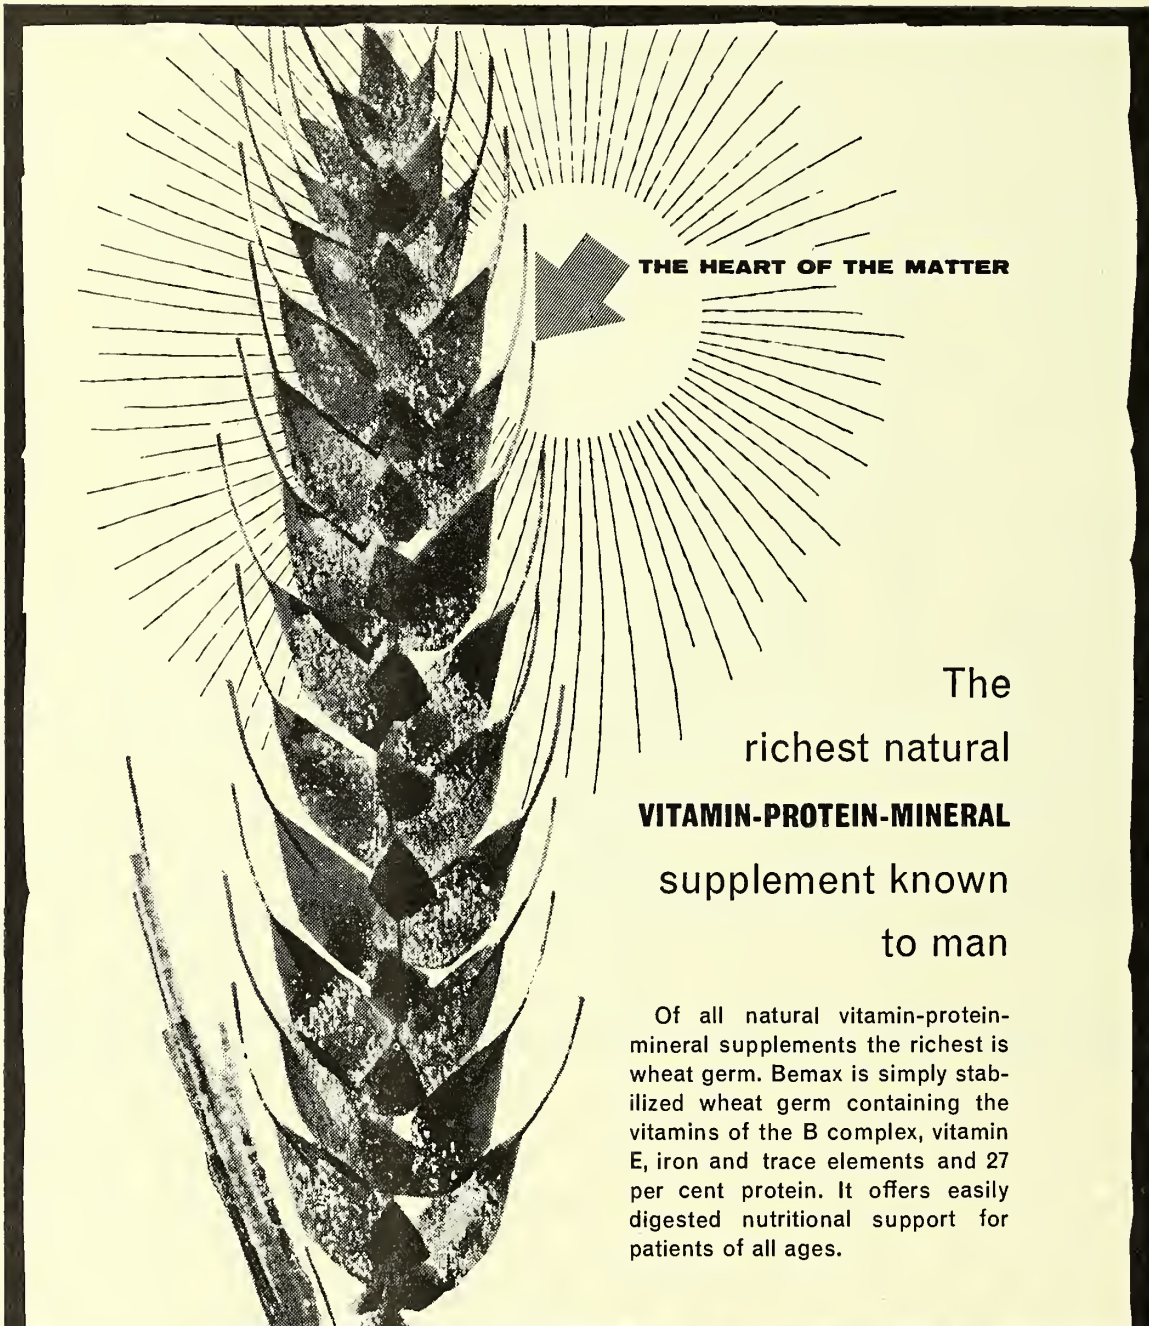 THE HEART OF THE MATTER
The
richest natural
VITAMIN-PROTEIN-MINERAL
supplement known
to man
Of all natural vitamin-protein-
mineral supplements the richest is
wheat germ. Bemax is simply stab-
ilized wheat germ containing the
vitamins of the B complex, vitamin
E, iron and trace elements and 27
per cent protein. It offers easily
digested nutritional support for
patients of all ages.